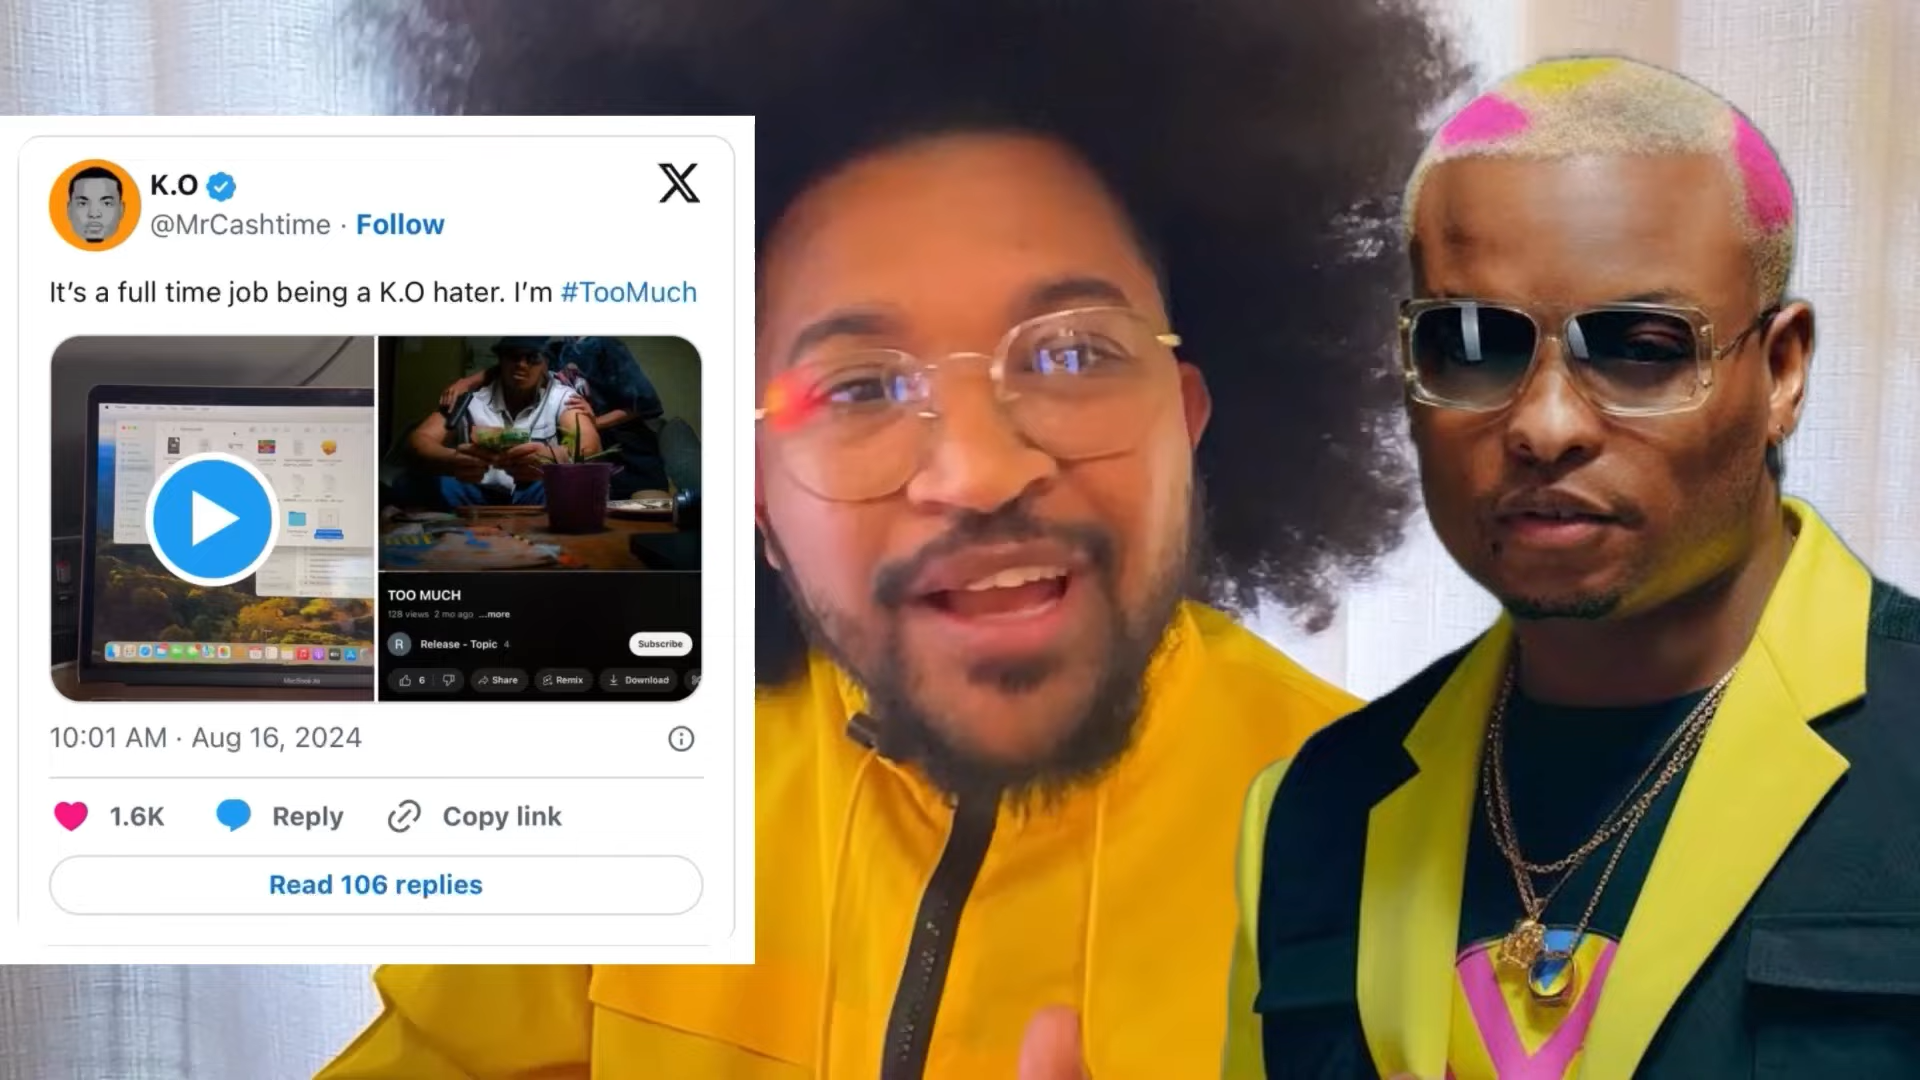 K.O
@MrCashtime · Follow
It's a full time job being a K.O hater. I'm #TooMuch
TOO MUCH
128 views 2 mo ago ...more
R Release - Topic 4
Subscribe
6
Share
Remix
Download
MacBook Air
10:01 AM · Aug 16, 2024
1.6K
Reply
Copy link
Read 106 replies